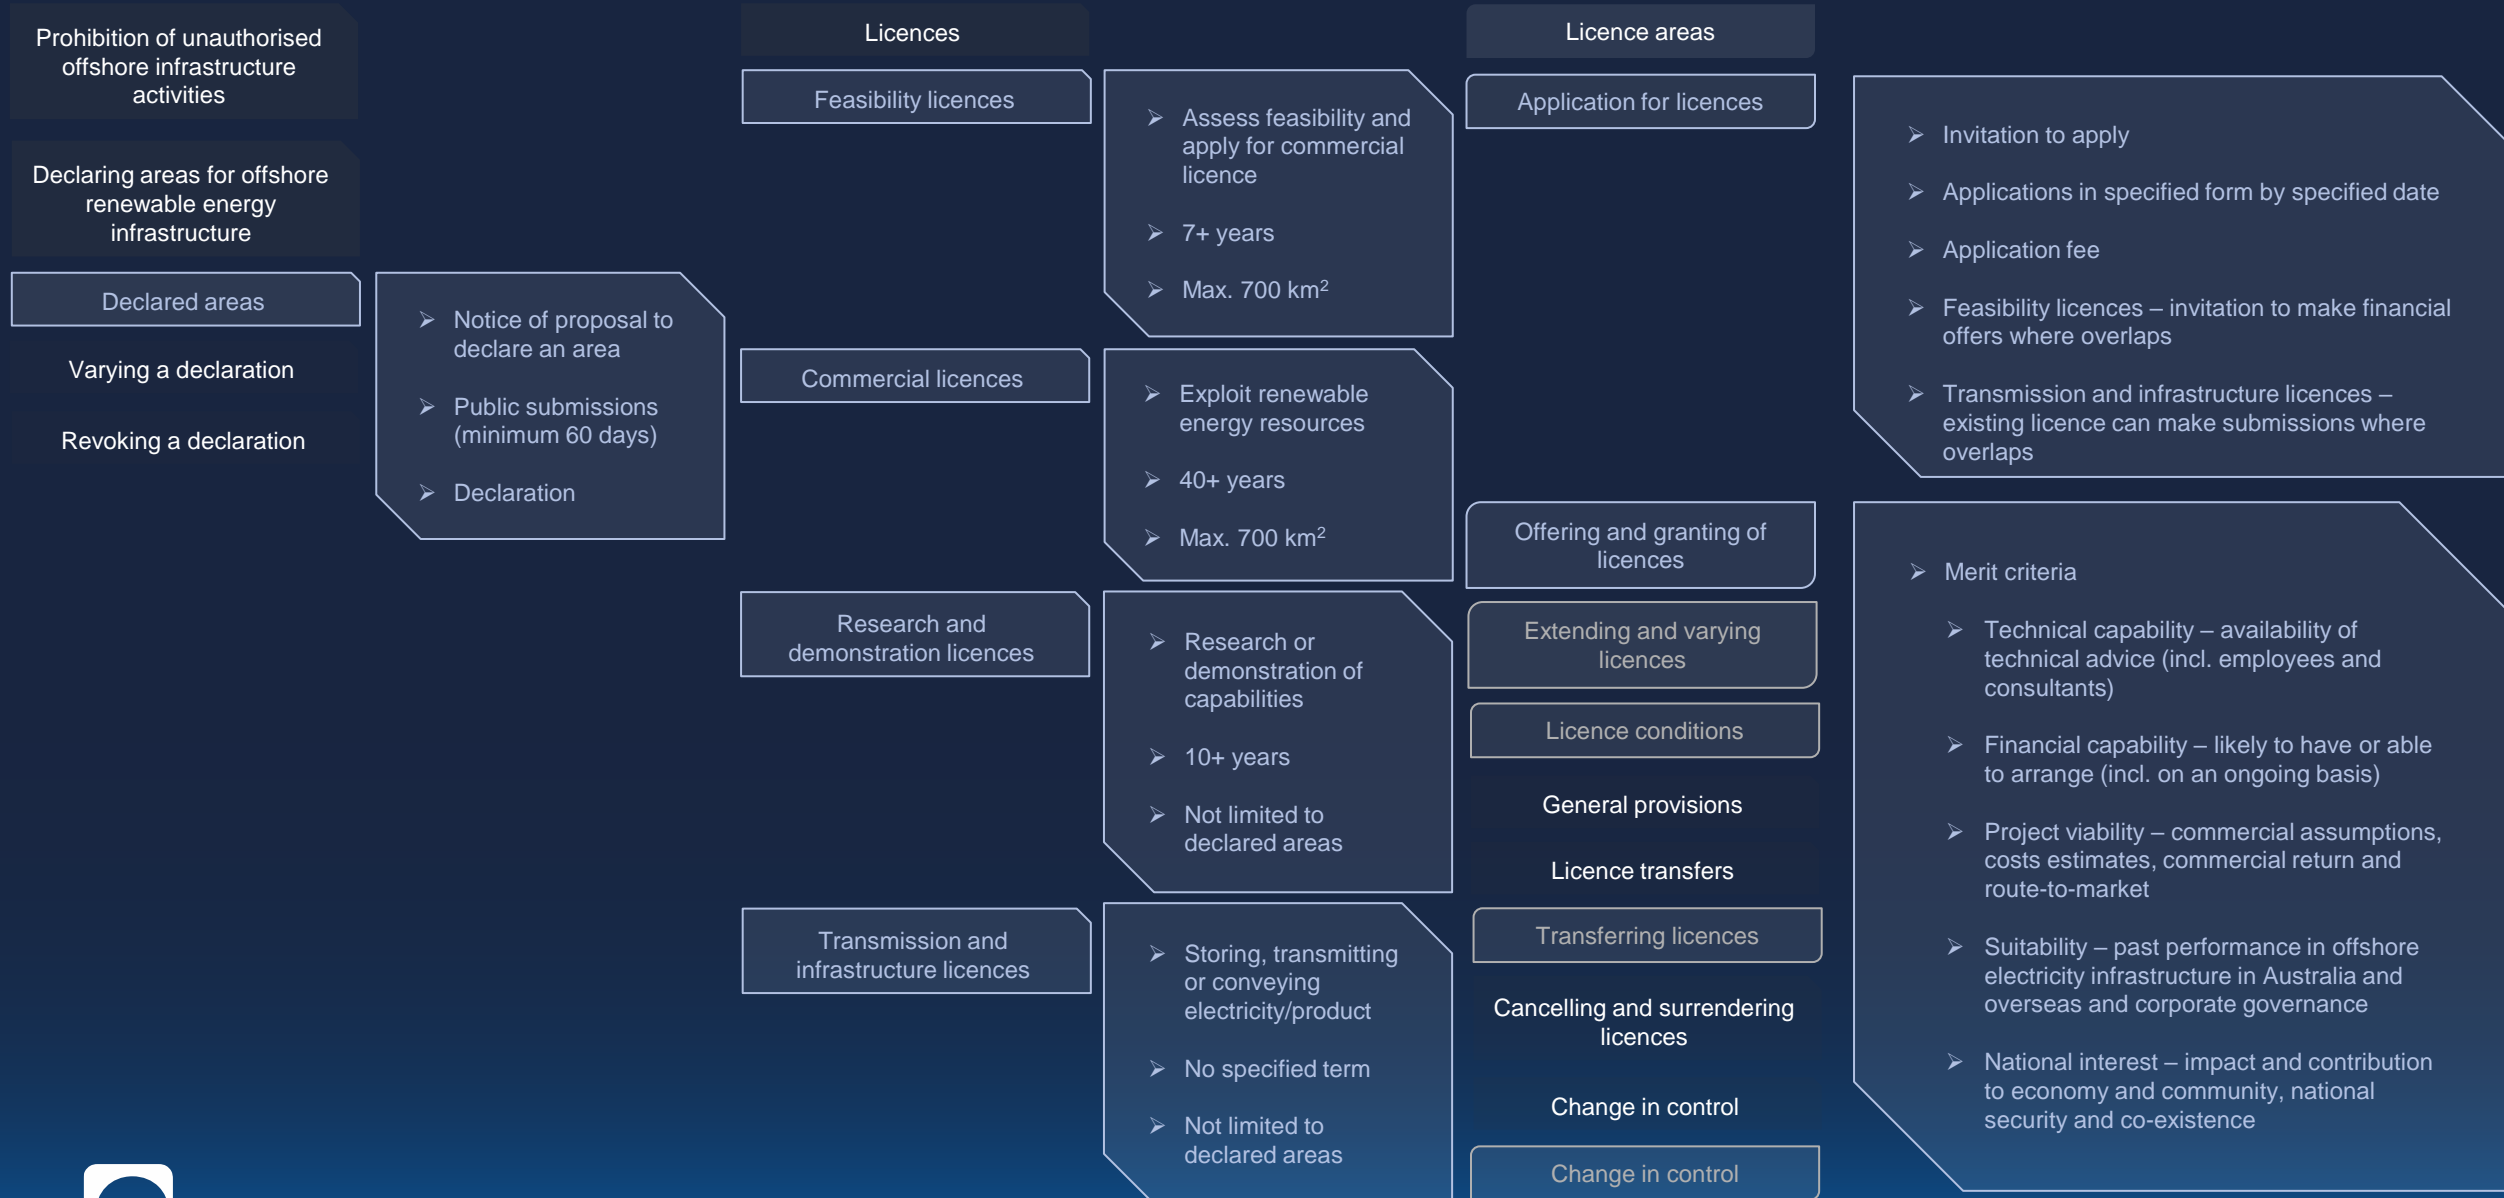 Prohibition of unauthorised
offshore infrastructure
activities
Declaring areas for offshore
renewable energy
infrastructure
Declared areas
Varying a declaration
Revoking a declaration
➢ Notice of proposal to
declare an area
➢ Public submissions
(minimum 60 days)
➢ Declaration
Licences
Feasibility licences
➢ Assess feasibility and
apply for commercial
licence
➢ 7+ years
➢ Max. 700 km²
Commercial licences
➢ Exploit renewable
energy resources
➢ 40+ years
➢ Max. 700 km²
Research and
demonstration licences
➢ Research or
demonstration of
capabilities
➢ 10+ years
➢ Not limited to
declared areas
Transmission and
infrastructure licences
➢ Storing, transmitting
or conveying
electricity/product
➢ No specified term
➢ Not limited to
declared areas
Licence areas
Application for licences
➢ Invitation to apply
➢ Applications in specified form by specified date
➢ Application fee
➢ Feasibility licences – invitation to make financial
offers where overlaps
➢ Transmission and infrastructure licences –
existing licence can make submissions where
overlaps
Offering and granting of
licences
➢ Merit criteria
➢ Technical capability – availability of
technical advice (incl. employees and
consultants)
➢ Financial capability – likely to have or able
to arrange (incl. on an ongoing basis)
➢ Project viability – commercial assumptions,
costs estimates, commercial return and
route-to-market
➢ Suitability – past performance in offshore
electricity infrastructure in Australia and
overseas and corporate governance
➢ National interest – impact and contribution
to economy and community, national
security and co-existence
Extending and varying
licences
Licence conditions
General provisions
Licence transfers
Transferring licences
Cancelling and surrendering
licences
Change in control
Change in control